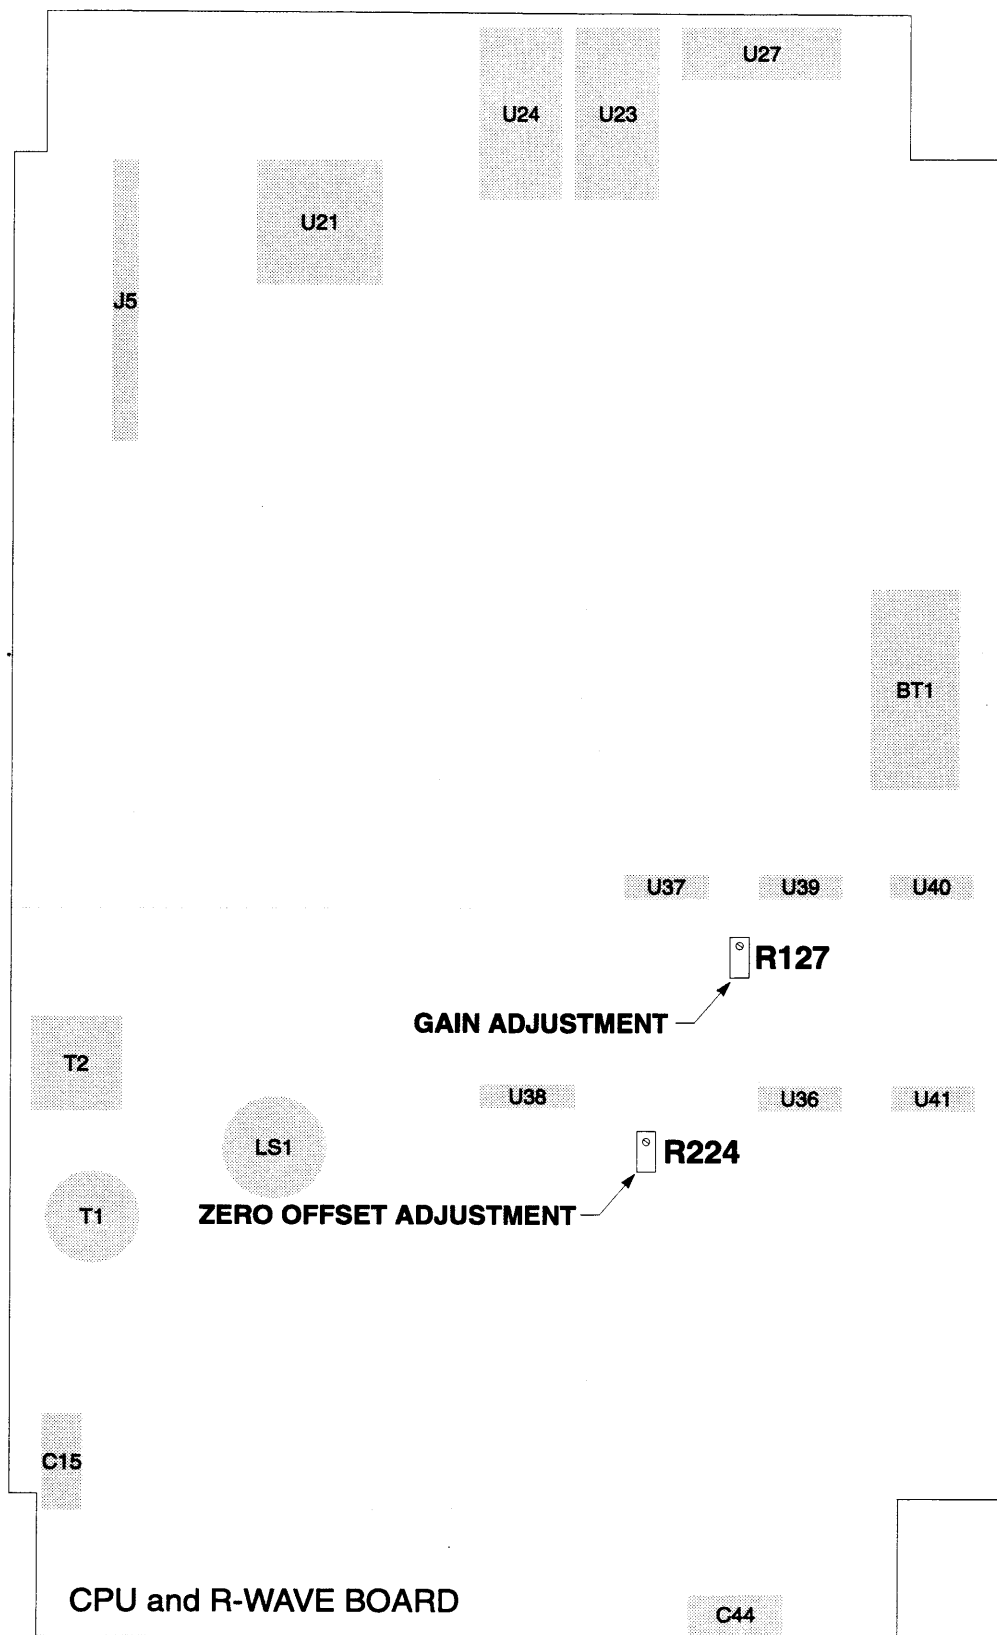 U27
U24
U23
U21
J5
BT1
U37
U39
U40
R127
GAIN ADJUSTMENT
T2
U38
U36
U41
LS1
R224
T1
ZERO OFFSET ADJUSTMENT
C15
CPU and R-WAVE BOARD
C44